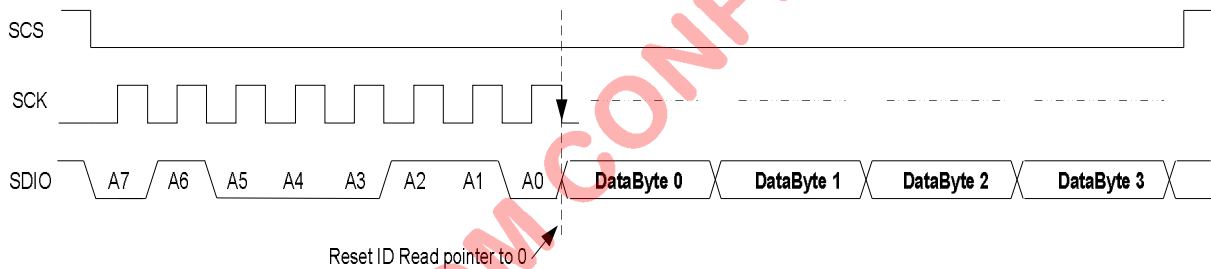 SCS
SCK
SDIO A7 A6 A5 A4 A3 A2 A1 A0 DataByte 0 DataByte 1 DataByte 2 DataByte 3
Reset ID Read pointer to 0